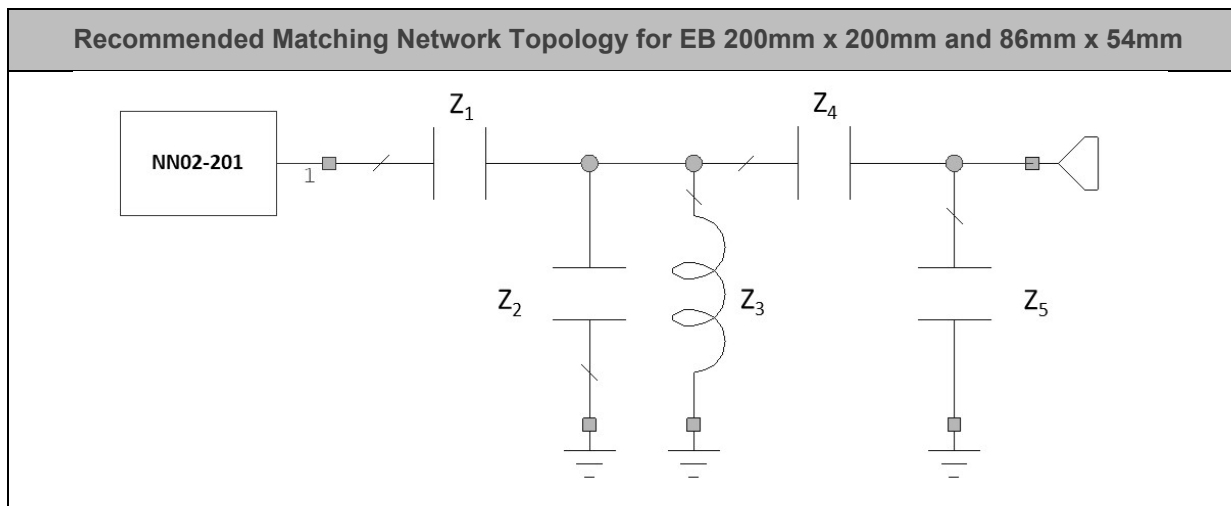 Recommended Matching Network Topology for EB 200mm x 200mm and 86mm x 54mm
Z1
Z4
NN02-201
1
Z2
Z3
Z5